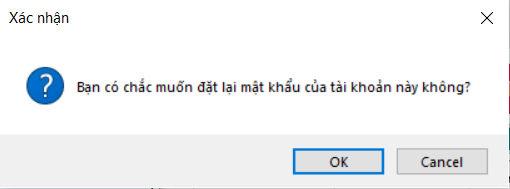 Xác nhận
Bạn có chắc muốn đặt lại mật khẩu của tài khoản này không?
OK
Cancel